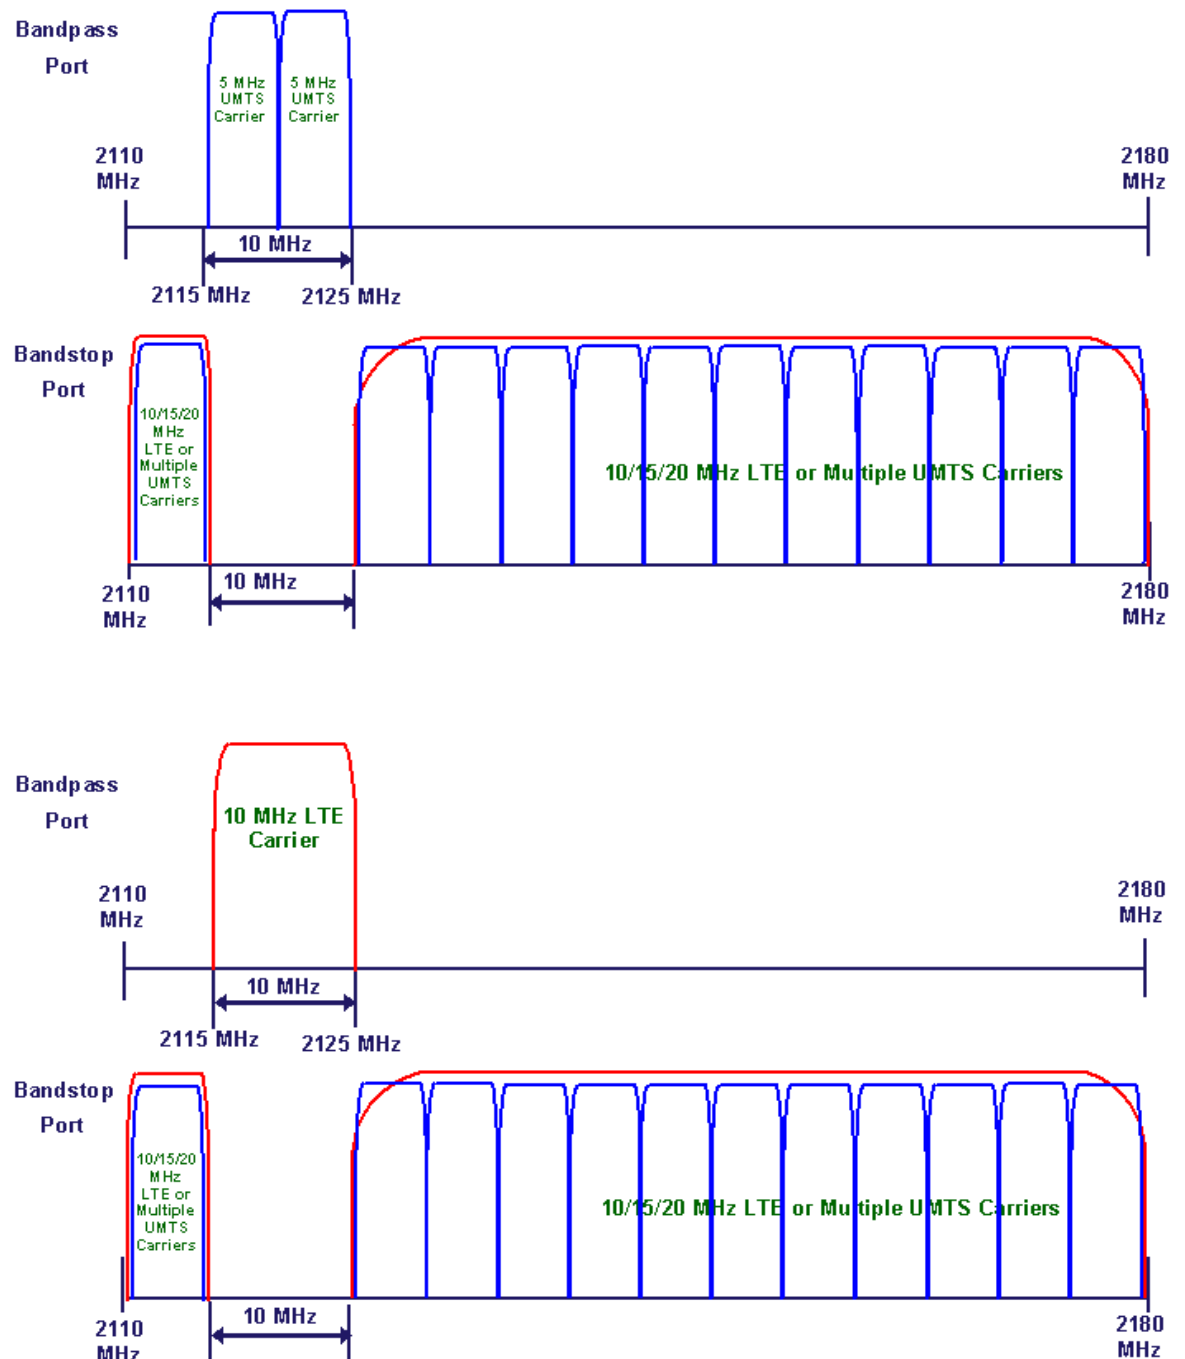 Bandpass
Port
5 MHz
UMTS
Carrier
5 MHz
UMTS
Carrier
2110
MHz
2180
MHz
10 MHz
2115 MHz
2125 MHz
Bandstop
Port
10/15/20
MHz
LTE or
Multiple
UMTS
Carriers
10/15/20 MHz LTE or Multiple UMTS Carriers
10 MHz
2110
MHz
2180
MHz
Bandpass
Port
10 MHz LTE
Carrier
2110
MHz
2180
MHz
10 MHz
2115 MHz
2125 MHz
Bandstop
Port
10/15/20
MHz
LTE or
Multiple
UMTS
Carriers
10/15/20 MHz LTE or Multiple UMTS Carriers
10 MHz
2110
MHz
2180
MHz